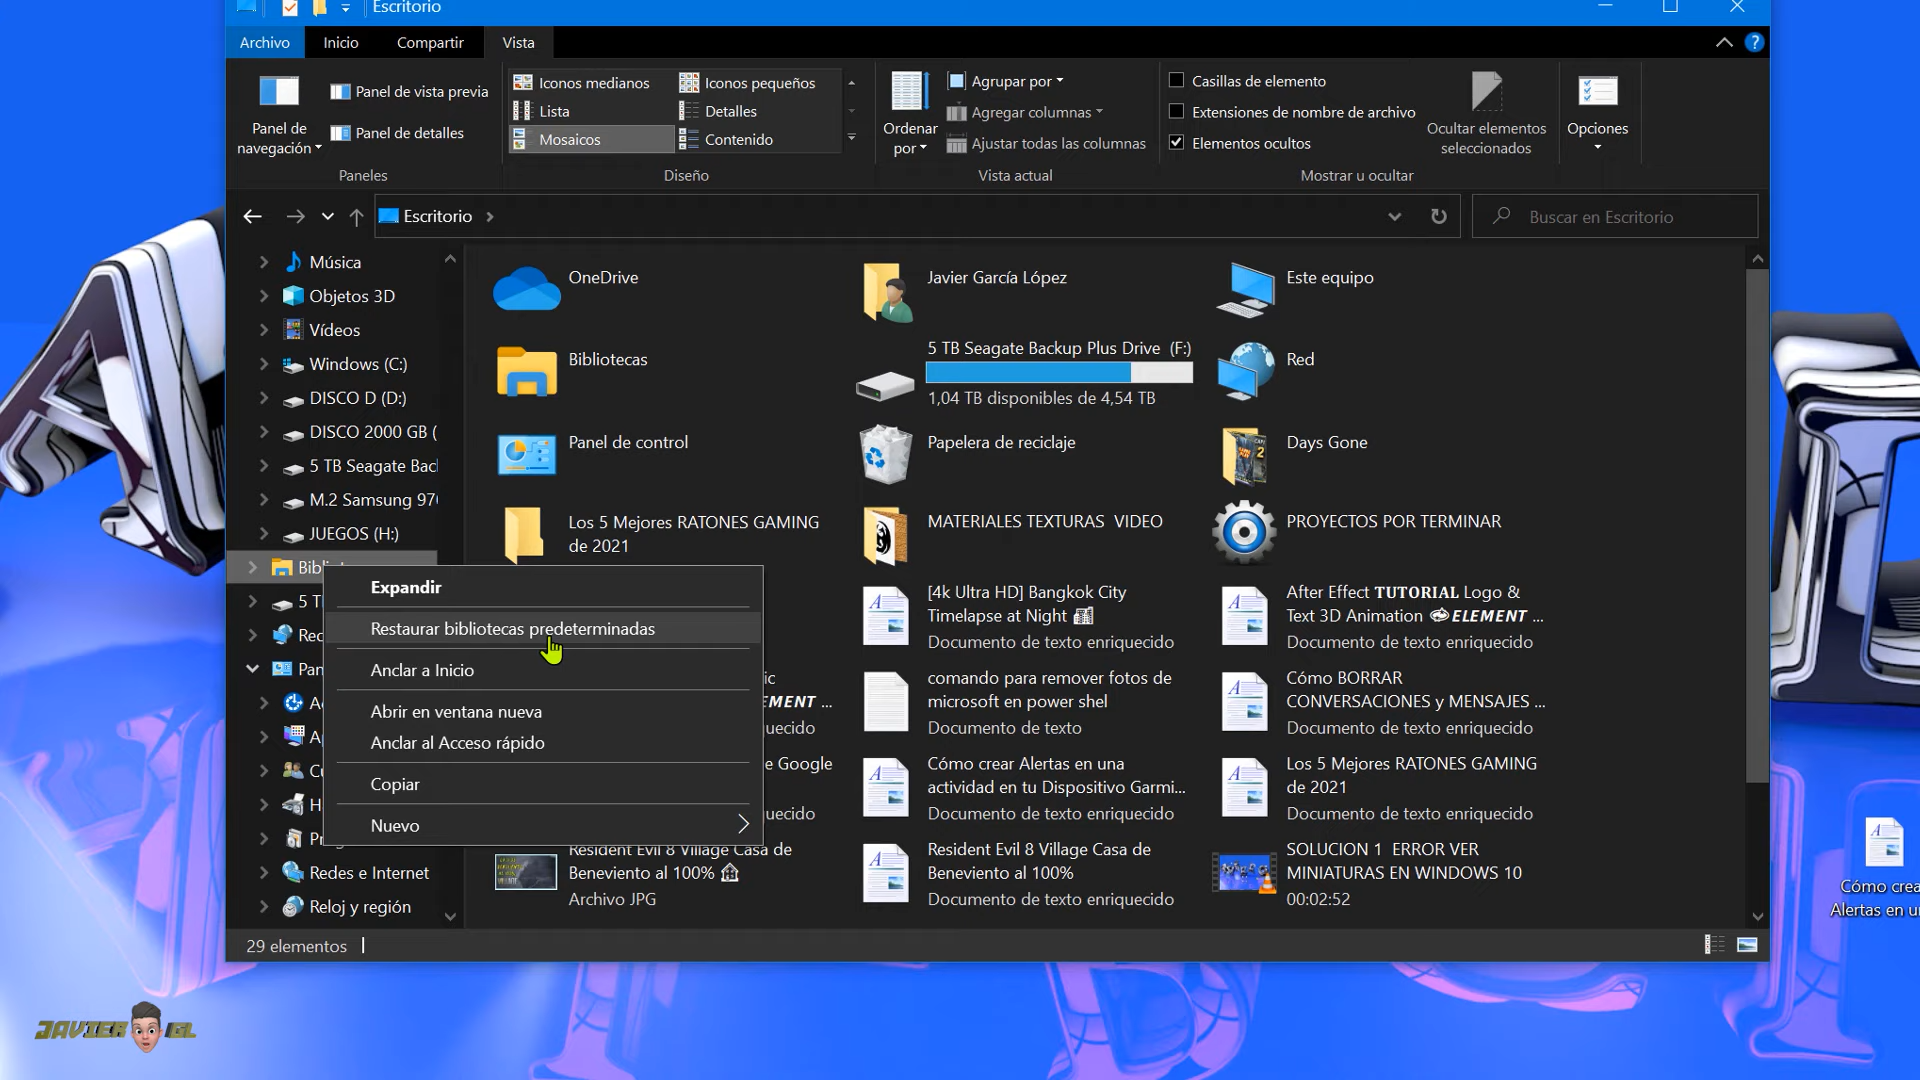 Escritorio
Archivo
Inicio
Compartir
Vista
Panel de
navegación
Panel de vista previa
Panel de detalles
Paneles
Iconos medianos
Iconos pequeños
Lista
Detalles
Mosaicos
Contenido
Diseño
Ordenar
por
Agrupar por
Agregar columnas
Ajustar todas las columnas
Vista actual
Casillas de elemento
Extensiones de nombre de archivo
Elementos ocultos
Ocultar elementos
seleccionados
Mostrar u ocultar
Opciones
Escritorio
Buscar en Escritorio
Música
Objetos 3D
Vídeos
Windows (C:)
DISCO D (D:)
DISCO 2000 GB (
5 TB Seagate Bac
M.2 Samsung 97
JUEGOS (H:)
5 T
Redes e Internet
Reloj y región
Expandir
Restaurar bibliotecas predeterminadas
Anclar a Inicio
Abrir en ventana nueva
Anclar al Acceso rápido
Copiar
Nuevo
OneDrive
Javier García López
Este equipo
Bibliotecas
5 TB Seagate Backup Plus Drive (F:)
1,04 TB disponibles de 4,54 TB
Red
Panel de control
Papelera de reciclaje
Days Gone
Los 5 Mejores RATONES GAMING
de 2021
MATERIALES TEXTURAS VIDEO
PROYECTOS POR TERMINAR
[4k Ultra HD] Bangkok City
Timelapse at Night
Documento de texto enriquecido
After Effect TUTORIAL Logo &
Text 3D Animation ELEMENT ...
Documento de texto enriquecido
ic
EMENT ...
quecido
comando para remover fotos de
microsoft en power shel
Documento de texto
Cómo BORRAR
CONVERSACIONES y MENSAJES ...
Documento de texto enriquecido
e Google
quecido
Cómo crear Alertas en una
actividad en tu Dispositivo Garmi...
Documento de texto enriquecido
Los 5 Mejores RATONES GAMING
de 2021
Documento de texto enriquecido
Resident Evil 8 Village Casa de
Beneviento al 100%
Archivo JPG
Resident Evil 8 Village Casa de
Beneviento al 100%
Documento de texto enriquecido
SOLUCION 1 ERROR VER
MINIATURAS EN WINDOWS 10
00:02:52
29 elementos
Cómo crea
Alertas en u
JAVIER GL